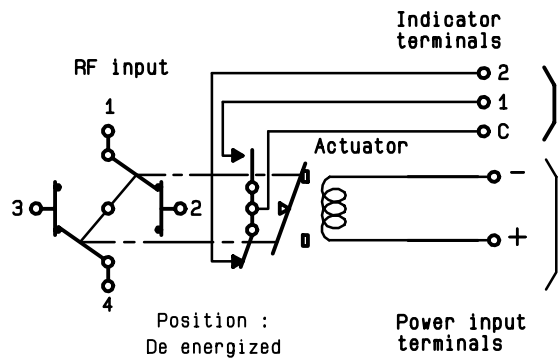 Indicator
terminals
RF input
2
1
1
C
Actuator
-
3
2
+
4
Position :
De energized
Power input
terminals